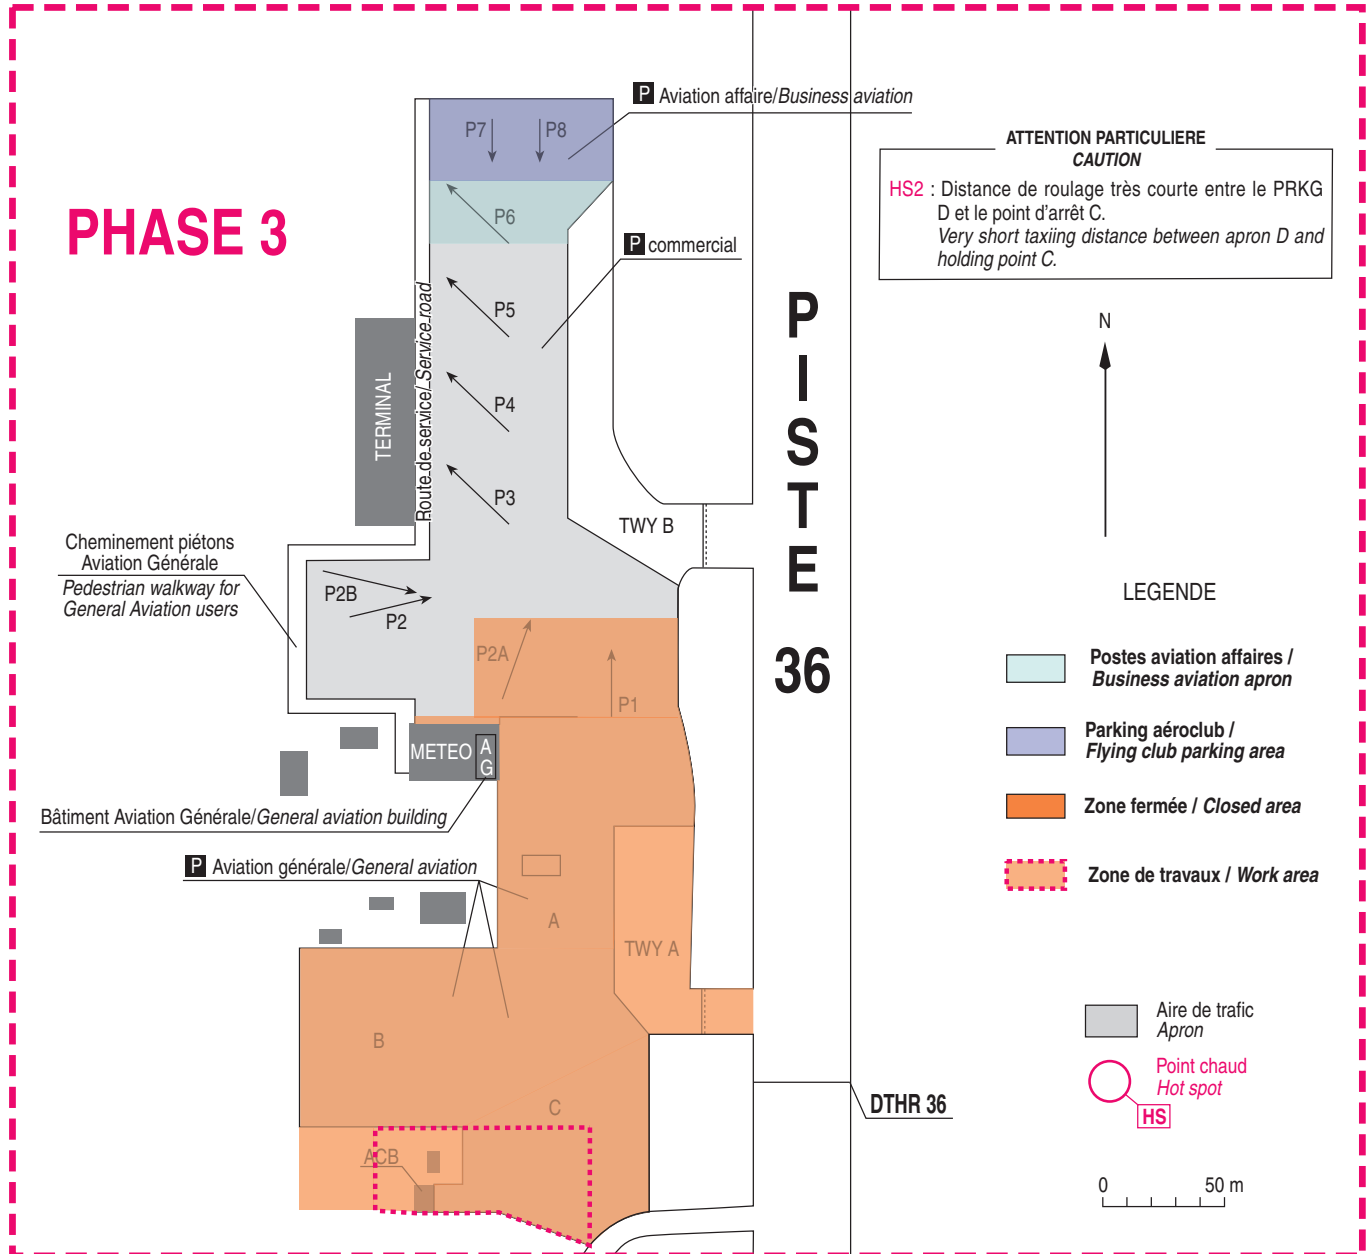 P Aviation affaire/Business aviation
P7
P8
ATTENTION PARTICULIERE
CAUTION
HS2 : Distance de roulage très courte entre le PRKG
D et le point d'arrêt C.
Very short taxiing distance between apron D and
holding point C.
PHASE 3
P6
P commercial
P5
Route de service/ Service road
TERMINAL
P4
P3
PISTE
36
N
TWY B
Cheminement piétons
Aviation Générale
Pedestrian walkway for
General Aviation users
P2B
P2
P2A
P1
LEGENDE
Postes aviation affaires /
Business aviation apron
Parking aéroclub /
Flying club parking area
Zone fermée / Closed area
Zone de travaux / Work area
METEO
A
G
Bâtiment Aviation Générale/General aviation building
P Aviation générale/General aviation
A
TWY A
B
C
ACB
DTHR 36
Aire de trafic
Apron
Point chaud
Hot spot
HS
0 50 m